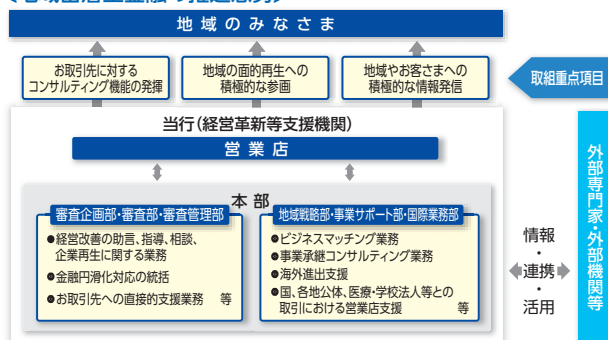 地域のみなさま
お取引先に対する
コンサルティング機能の発揮
地域の面的再生への
積極的な参画
地域やお客さまへの
積極的な情報発信
取組重点項目
当行(経営革新等支援機関)
営業店
本部
審査企画部・審査部・審査管理部
●経営改善の助言、指導、相談、
企業再生に関する業務
●金融円滑化対応の統括
●お取引先への直接的支援業務 等
地域戦略部・事業サポート部・国際業務部
●ビジネスマッチング業務
●事業承継コンサルティング業務
●海外進出支援
●国、各地公体、医療・学校法人等との
取引における営業店支援 等
情報
・
連携
・
活用
外部専門家・外部機関等